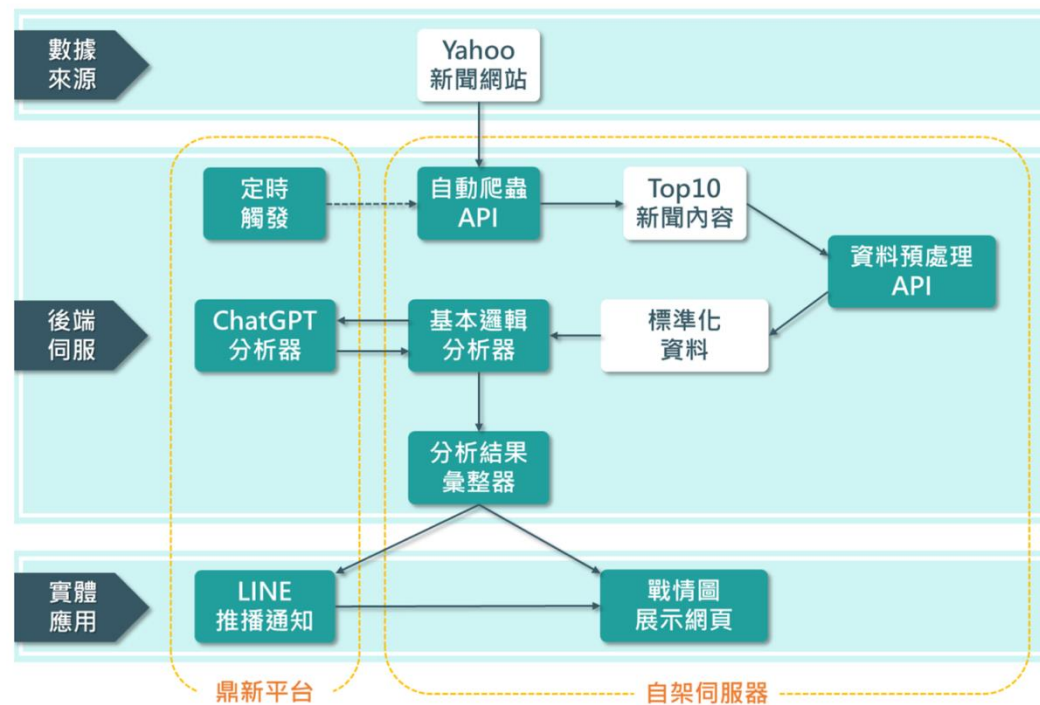 數據
來源
Yahoo
新聞網站
定時
觸發
自動爬蟲
API
Top10
新聞內容
資料預處理
API
後端
伺服
ChatGPT
分析器
基本邏輯
分析器
標準化
資料
分析結果
彙整器
實體
應用
LINE
推播通知
戰情圖
展示網頁
鼎新平台
自架伺服器